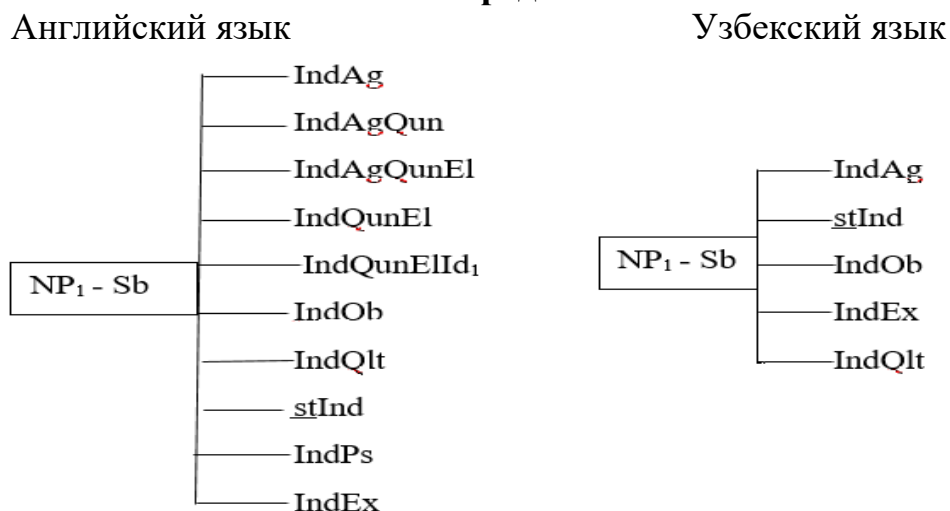 Английский язык
IndAg
IndAgQun
IndAgQunEl
IndQunEl
IndQunElId₁
NP₁ - Sb
IndOb
IndQlt
stInd
IndPs
IndEx
Узбекский язык
IndAg
stInd
NP₁ - Sb
IndOb
IndEx
IndQlt